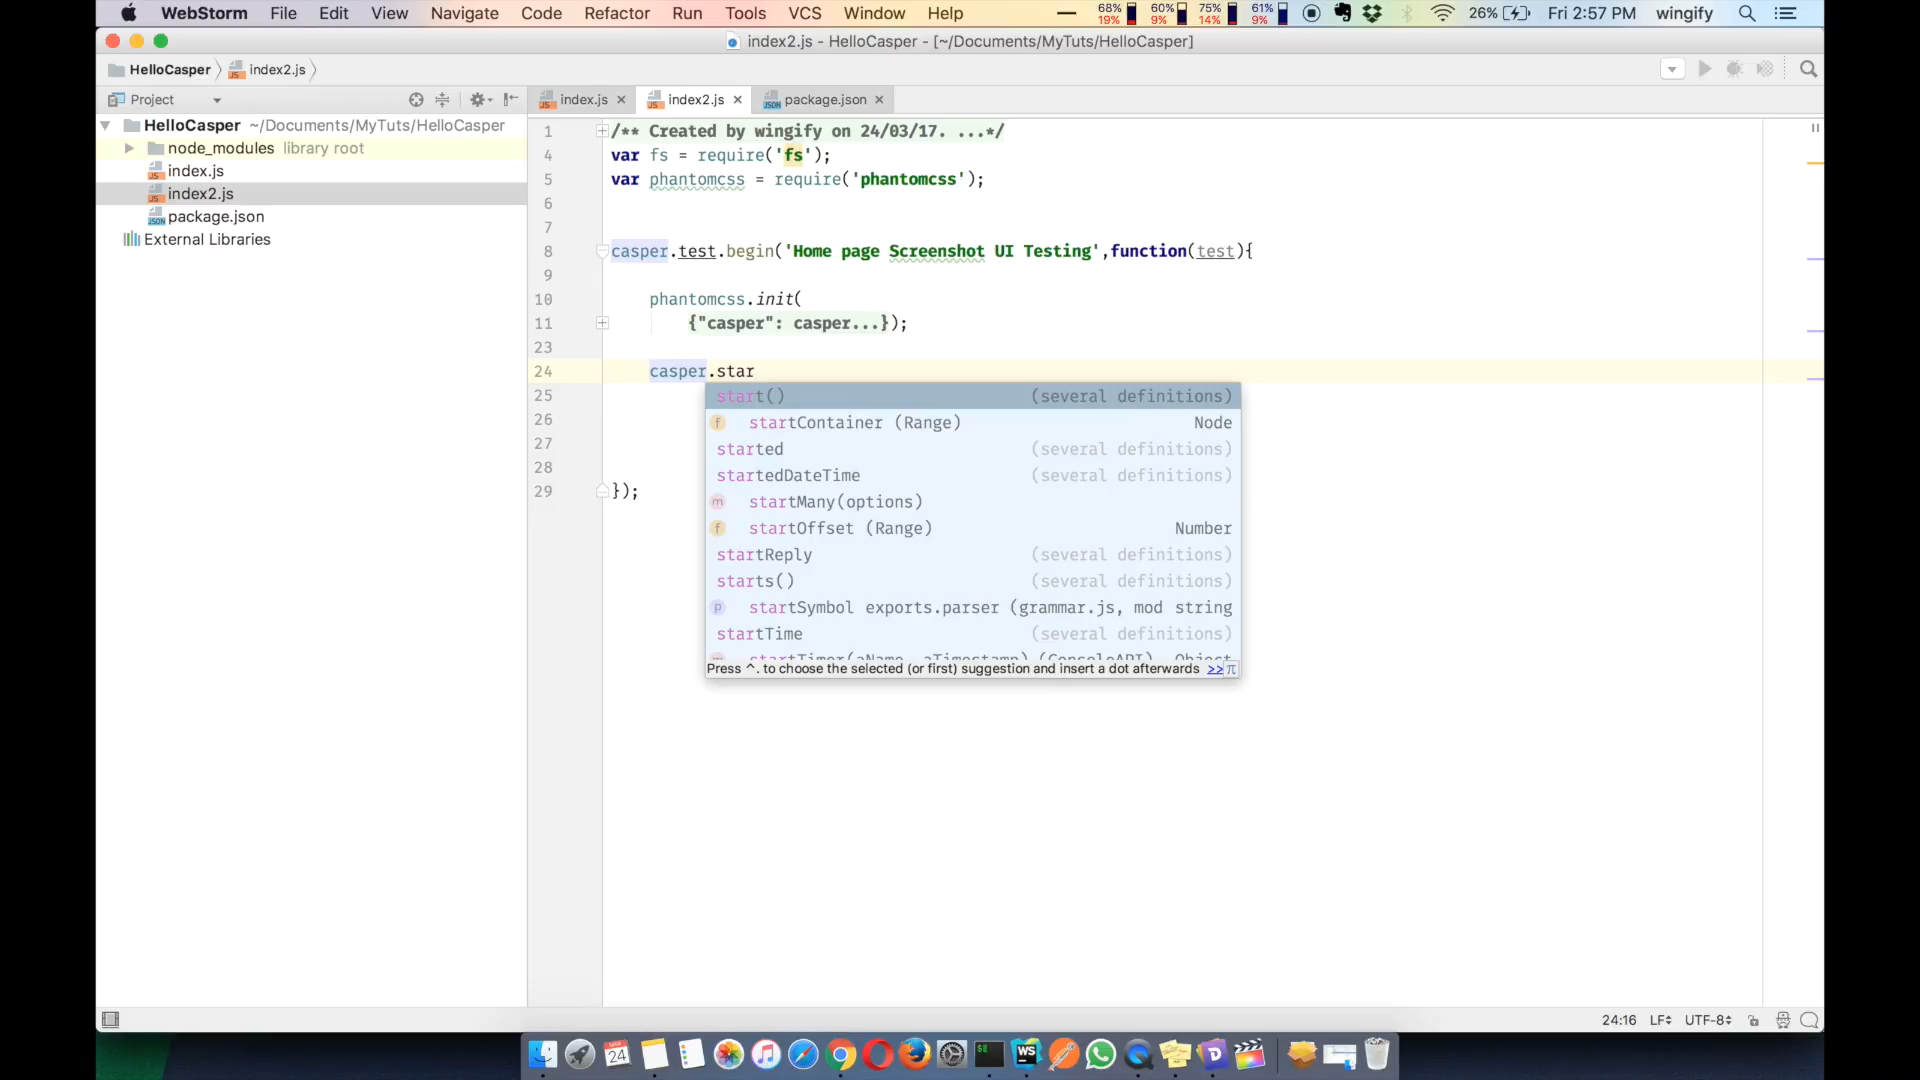 WebStorm File Edit View Navigate Code Refactor Run Tools VCS Window Help 68% 19% 60% 9% 75% 14% 61% 9% 26% Fri 2:57 PM wingify
index2.js - HelloCasper - [~/Documents/MyTuts/HelloCasper]
HelloCasper index2.js
Project
index.js index2.js package.json
HelloCasper ~/Documents/MyTuts/HelloCasper
node_modules library root
index.js
index2.js
package.json
External Libraries
1 /** Created by wingify on 24/03/17. ...*/
4 var fs = require('fs');
5 var phantomcss = require('phantomcss');
6
7
8 casper.test.begin('Home page Screenshot UI Testing',function(test){
9
10 phantomcss.init(
11 {"casper": casper...});
23
24 casper.star
25
26
27
28
29 });
start() (several definitions)
f startContainer (Range) Node
started (several definitions)
startedDateTime (several definitions)
m startMany(options)
f startOffset (Range) Number
startReply (several definitions)
starts() (several definitions)
p startSymbol exports.parser (grammar.js, mod string
startTime (several definitions)
startTimer(aName, aTimestamp) (ConsoleAPI) Object
Press ^. to choose the selected (or first) suggestion and insert a dot afterwards >> π
24:16 LF UTF-8
24
WS